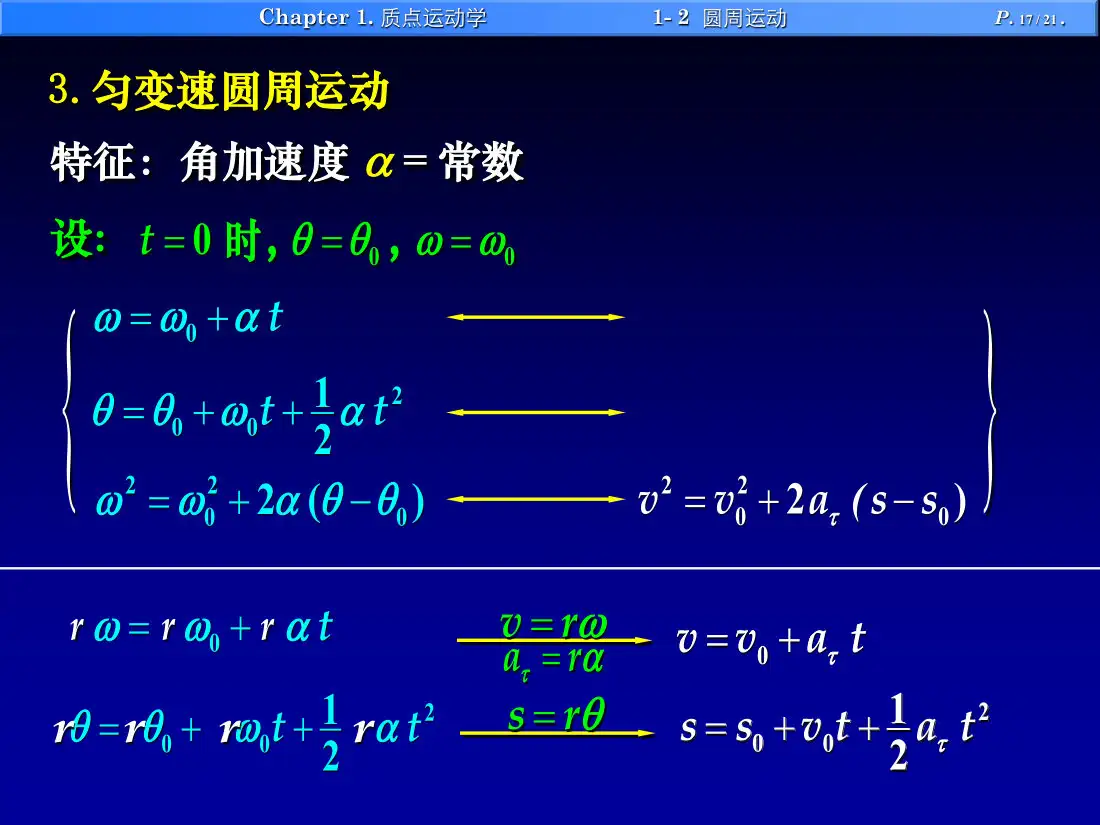 Chapter 1. 质点运动学 1- 2 圆周运动 P. 17 / 21 .
3. 匀变速圆周运动
特征： 角加速度 α = 常数
设： t = 0 时, θ = θ₀ , ω = ω₀
ω = ω₀ + α t
θ = θ₀ + ω₀t + 1/2 α t²
ω² = ω₀² + 2α (θ − θ₀) v² = v₀² + 2a_τ (s − s₀)
r ω = r ω₀ + r α t v = rω a_τ = rα v = v₀ + a_τ t
rθ = rθ₀ + rω₀t + 1/2 rα t² s = rθ s = s₀ + v₀t + 1/2 a_τ t²